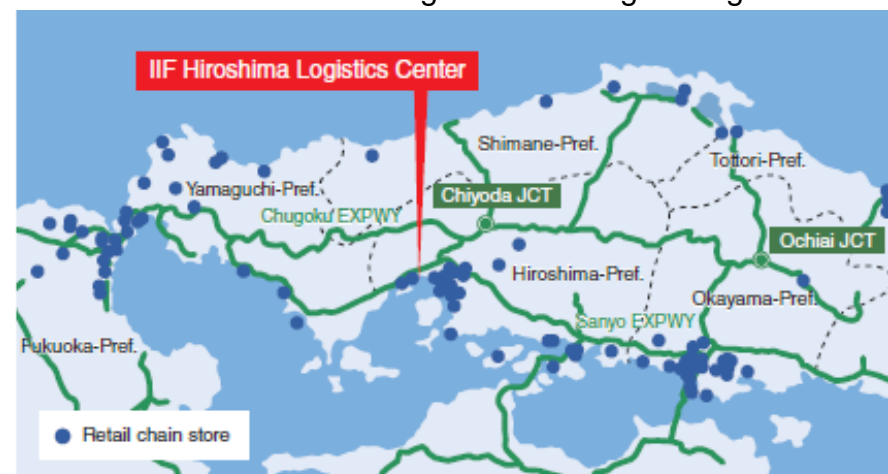 IIF Hiroshima Logistics Center
Shimane-Pref.
Tottori-Pref.
Yamaguchi-Pref.
Chiyoda JCT
Chugoku EXPWY
Ochiai JCT
Hiroshima-Pref.
Okayama-Pref.
Sanyo EXPWY
Fukuoka-Pref.
Retail chain store